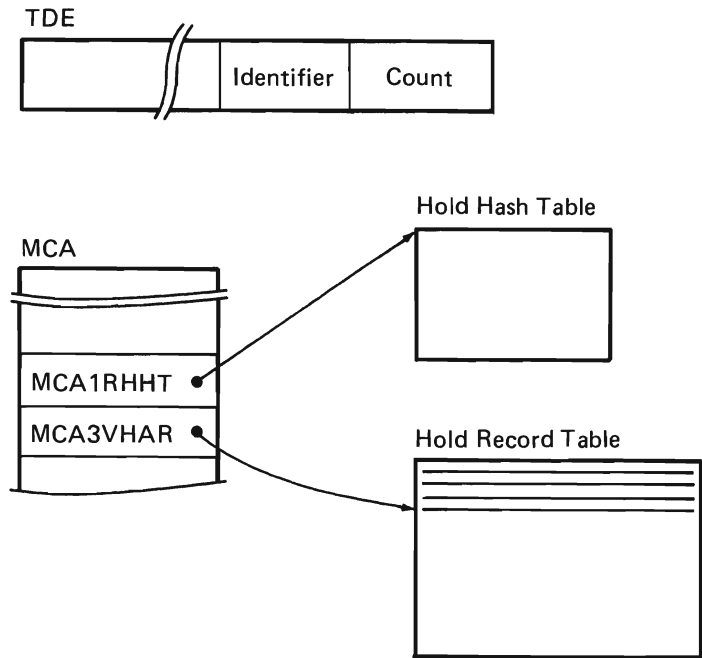 TDE
Identifier
Count
Hold Hash Table
MCA
MCA1RHHT
MCA3VHAR
Hold Record Table